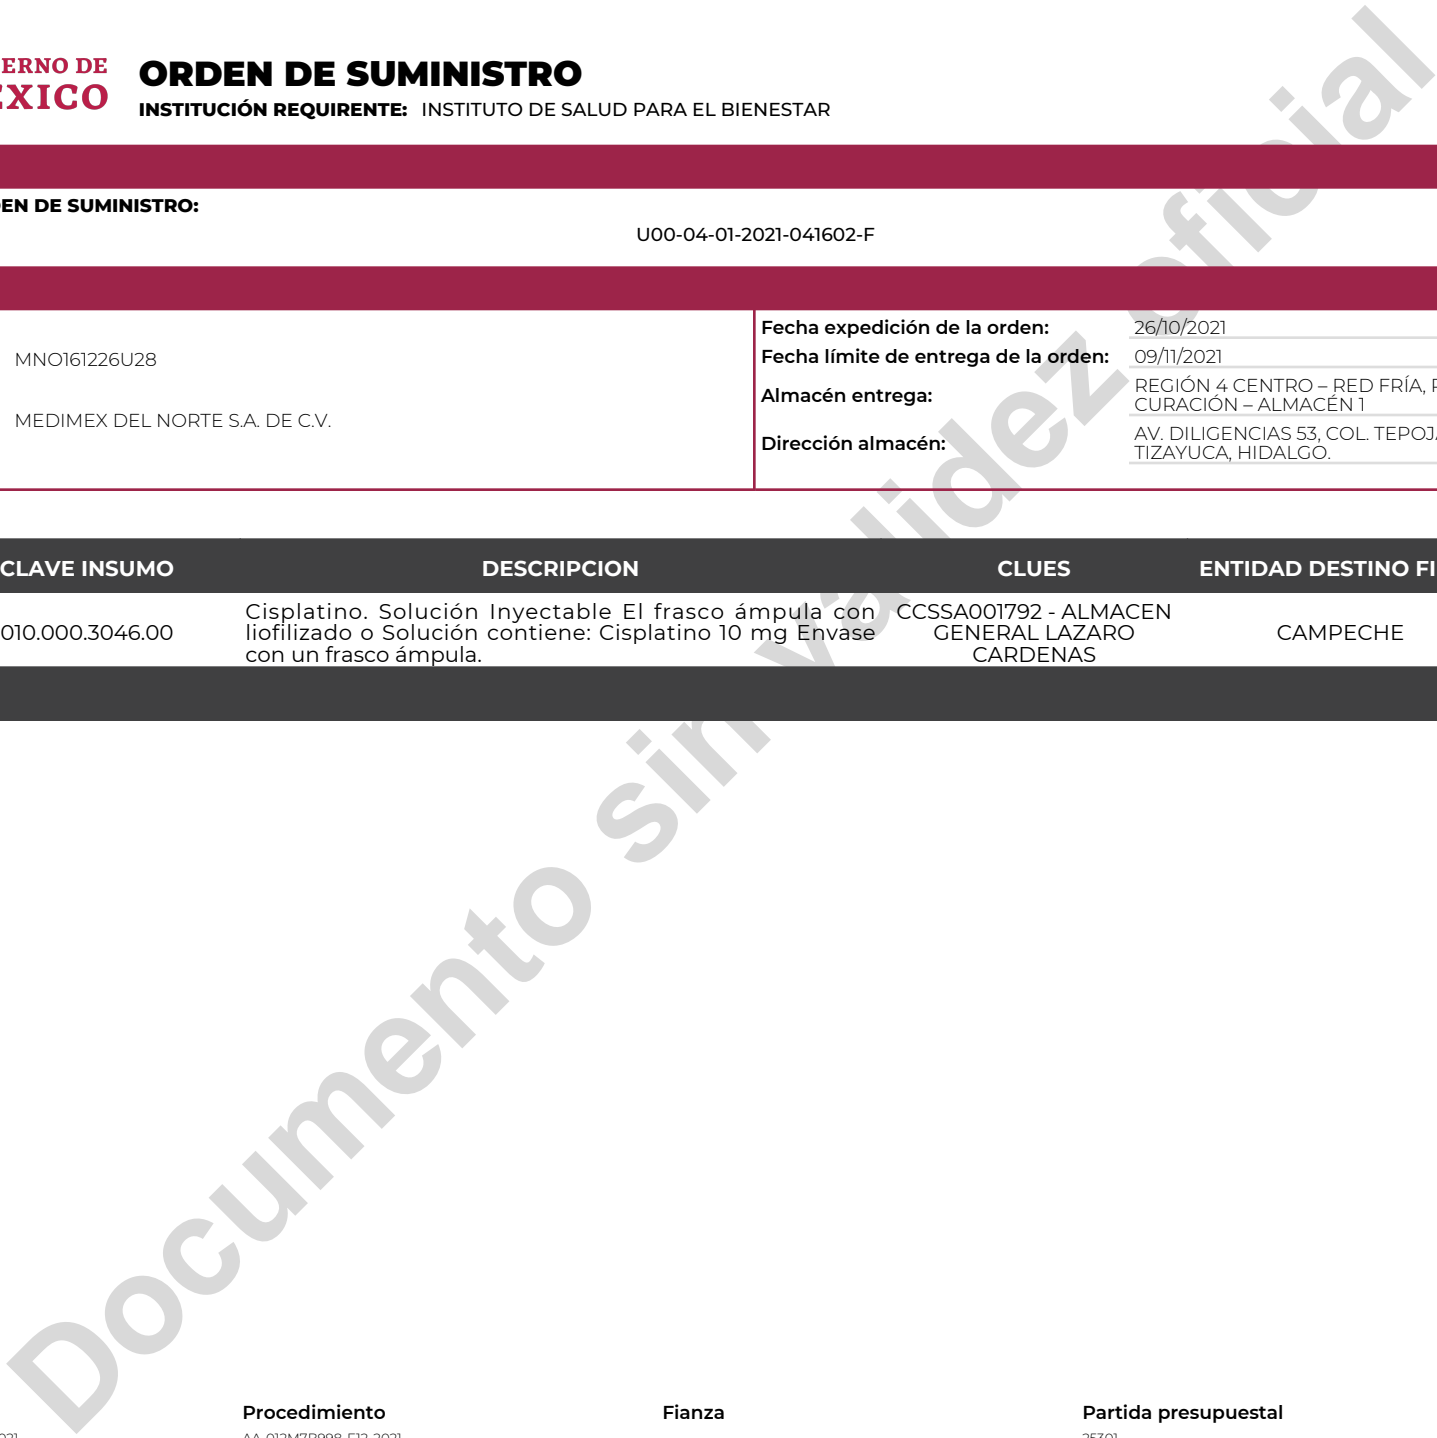 ORDEN DE SUMINISTRO
INSTITUCIÓN REQUIRENTE: INSTITUTO DE SALUD PARA EL BIENESTAR
ERNO DE
EXICO
EN DE SUMINISTRO:
U00-04-01-2021-041602-F
MNO161226U28
MEDIMEX DEL NORTE S.A. DE C.V.
Fecha expedición de la orden: 26/10/2021
Fecha límite de entrega de la orden: 09/11/2021
Almacén entrega: REGIÓN 4 CENTRO – RED FRÍA,
CURACIÓN – ALMACÉN 1
Dirección almacén: AV. DILIGENCIAS 53, COL. TEPOJ
TIZAYUCA, HIDALGO.
CLAVE INSUMO DESCRIPCION CLUES ENTIDAD DESTINO FI
010.000.3046.00
Cisplatino. Solución Inyectable El frasco ámpula con
liofilizado o Solución contiene: Cisplatino 10 mg Envase
con un frasco ámpula.
CCSSA001792 - ALMACEN
GENERAL LAZARO
CARDENAS
CAMPECHE
Documento sin validez oficial
Procedimiento Fianza Partida presupuestal